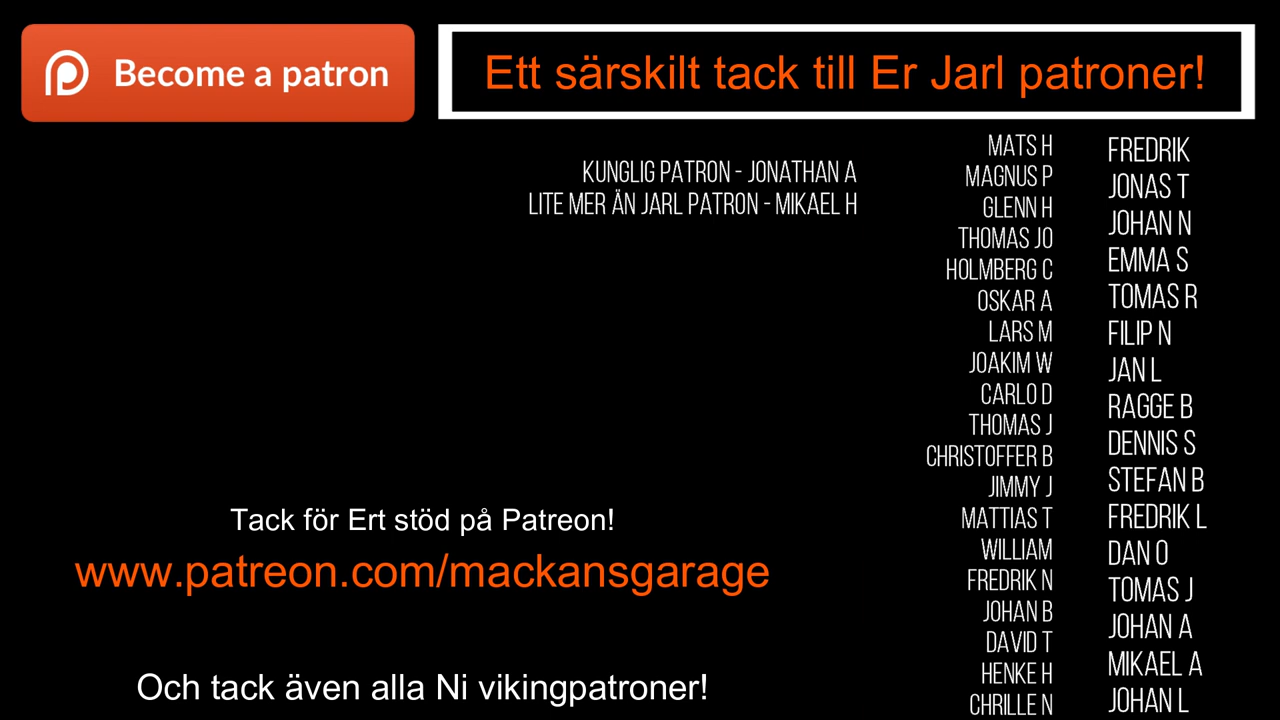 Become a patron
Ett särskilt tack till Er Jarl patroner!
KUNGLIG PATRON - JONATHAN A
LITE MER ÄN JARL PATRON - MIKAEL H
MATS H
MAGNUS P
GLENN H
THOMAS JO
HOLMBERG C
OSKAR A
LARS M
JOAKIM W
CARLO D
THOMAS J
CHRISTOFFER B
JIMMY J
MATTIAS T
WILLIAM
FREDRIK N
JOHAN B
DAVID T
HENKE H
CHRILLE N
FREDRIK
JONAS T
JOHAN N
EMMA S
TOMAS R
FILIP N
JAN L
RAGGE B
DENNIS S
STEFAN B
FREDRIK L
DAN O
TOMAS J
JOHAN A
MIKAEL A
JOHAN L
Tack för Ert stöd på Patreon!
www.patreon.com/mackansgarage
Och tack även alla Ni vikingpatroner!